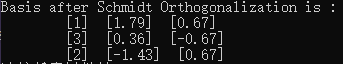 Basis after Schmidt Orthogonalization is :
[1] [1.79] [0.67]
[3] [0.36] [-0.67]
[2] [-1.43] [0.67]